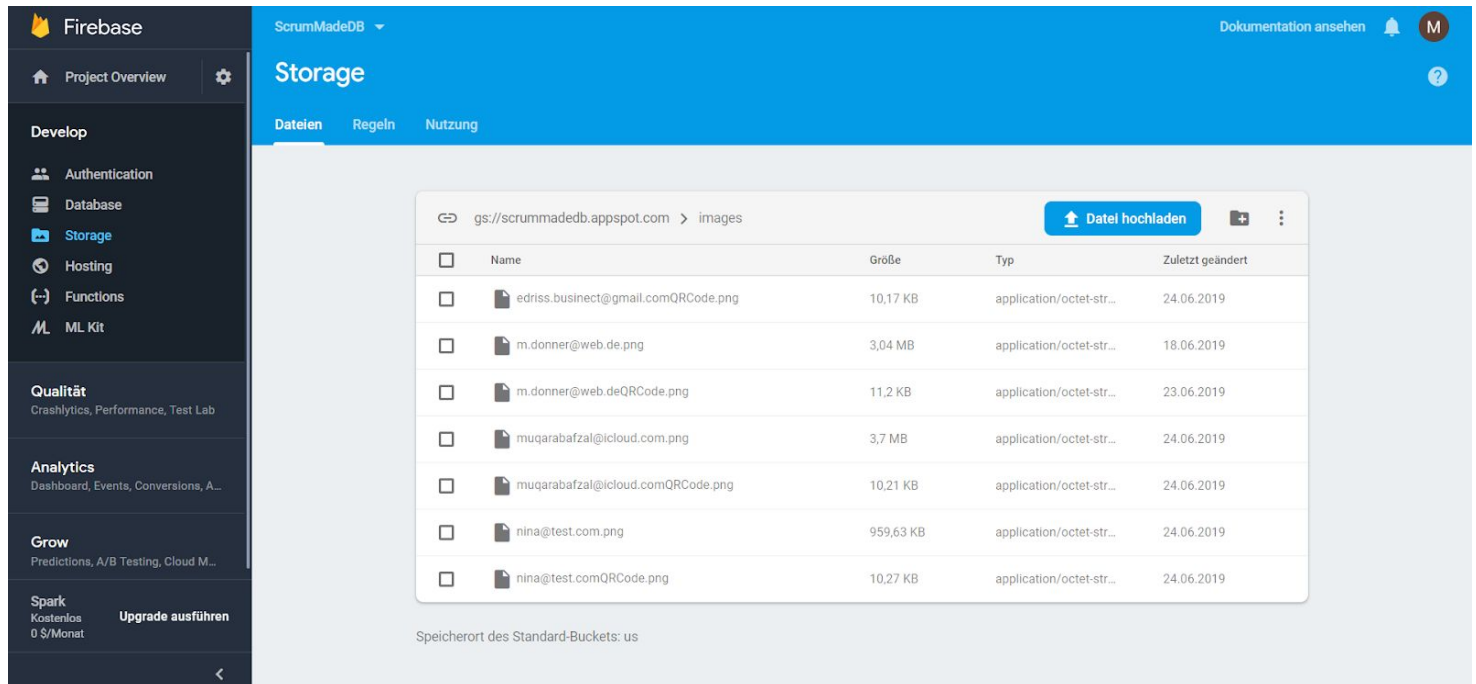 Firebase
Project Overview
Develop
Authentication
Database
Storage
Hosting
Functions
ML Kit
Qualität
Crashlytics, Performance, Test Lab
Analytics
Dashboard, Events, Conversions, A...
Grow
Predictions, A/B Testing, Cloud M...
Spark
Kostenlos
0 $/Monat
Upgrade ausführen
ScrumMadeDB
Dokumentation ansehen
M
Storage
Dateien Regeln Nutzung
gs://scrummadedb.appspot.com > images
Datei hochladen
Name Größe Typ Zuletzt geändert
edriss.businect@gmail.comQRCode.png 10,17 KB application/octet-str... 24.06.2019
m.donner@web.de.png 3,04 MB application/octet-str... 18.06.2019
m.donner@web.deQRCode.png 11,2 KB application/octet-str... 23.06.2019
muqarabafzal@icloud.com.png 3,7 MB application/octet-str... 24.06.2019
muqarabafzal@icloud.comQRCode.png 10,21 KB application/octet-str... 24.06.2019
nina@test.com.png 959,63 KB application/octet-str... 24.06.2019
nina@test.comQRCode.png 10,27 KB application/octet-str... 24.06.2019
Speicherort des Standard-Buckets: us